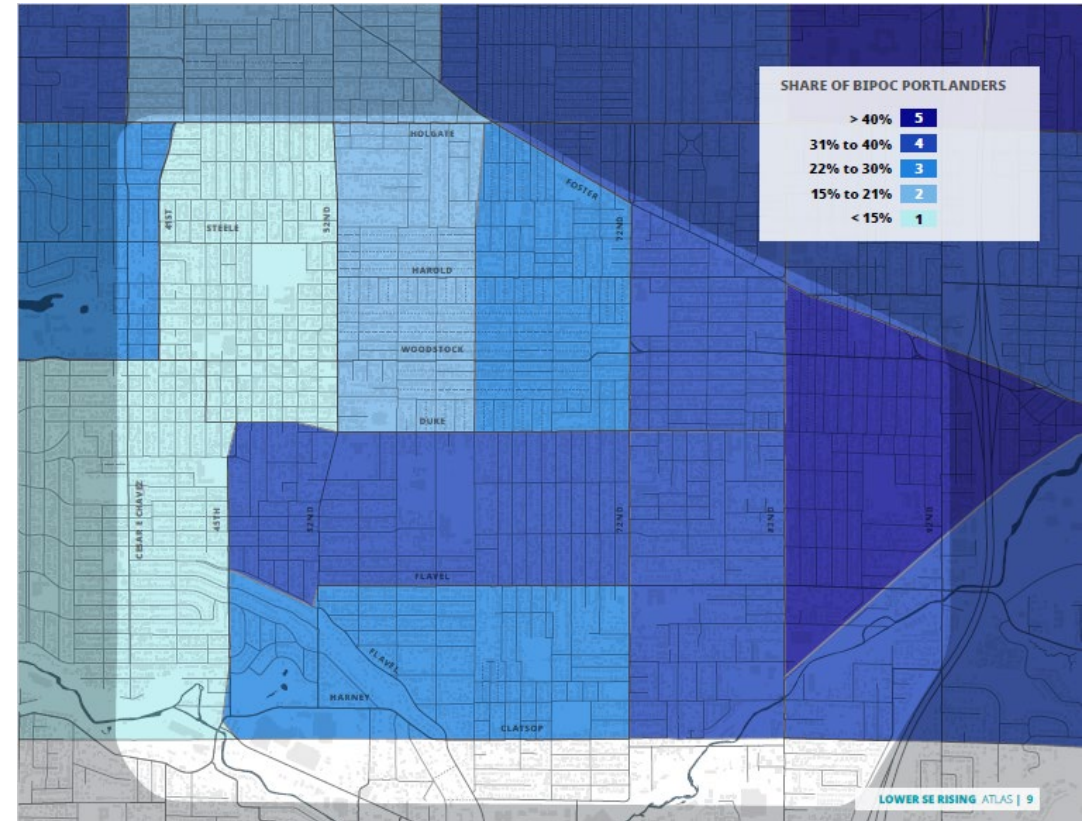 SHARE OF BIPOC PORTLANDERS
> 40% 5
31% to 40% 4
22% to 30% 3
15% to 21% 2
< 15% 1
HOLGATE
FOSTER
41ST
STEELE
52ND
72ND
HAROLD
WOODSTOCK
DUKE
CESAR E CHAVEZ
45TH
52ND
72ND
82ND
92ND
FLAVEL
FLAVEL
HARNEY
CLATSOP
LOWER SE RISING ATLAS | 9